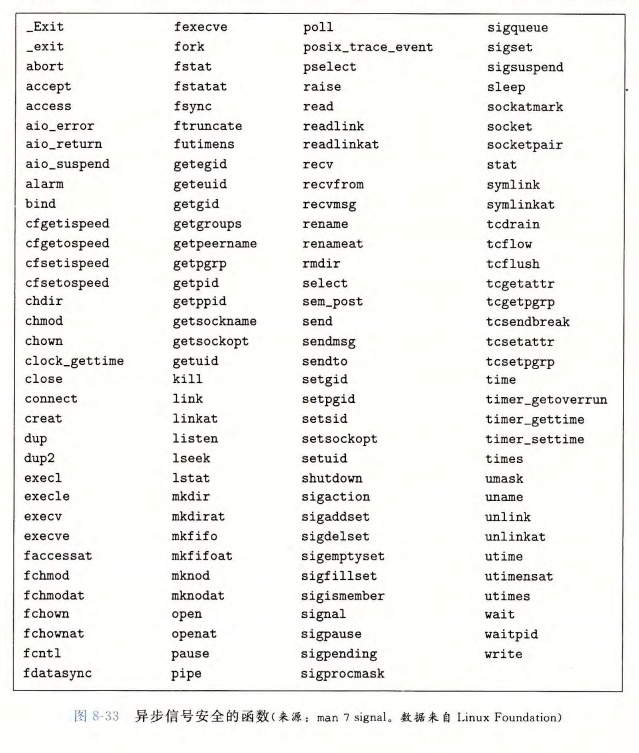 _Exit fexecve poll sigqueue
_exit fork posix_trace_event sigset
abort fstat pselect sigsuspend
accept fstatat raise sleep
access fsync read sockatmark
aio_error ftruncate readlink socket
aio_return futimens readlinkat socketpair
aio_suspend getegid recv stat
alarm geteuid recvfrom symlink
bind getgid recvmsg symlinkat
cfgetispeed getgroups rename tcdrain
cfgetospeed getpeername renameat tcflow
cfsetispeed getpgrp rmdir tcflush
cfsetospeed getpid select tcgetattr
chdir getppid sem_post tcgetpgrp
chmod getsockname send tcsendbreak
chown getsockopt sendmsg tcsetattr
clock_gettime getuid sendto tcsetpgrp
close kill setgid time
connect link setpgid timer_getoverrun
creat linkat setsid timer_gettime
dup listen setsockopt timer_settime
dup2 lseek setuid times
execl lstat shutdown umask
execle mkdir sigaction uname
execv mkdirat sigaddset unlink
execve mkfifo sigdelset unlinkat
faccessat mkfifoat sigemptyset utime
fchmod mknod sigfillset utimensat
fchmodat mknodat sigismember utimes
fchown open signal wait
fchownat openat sigpause waitpid
fcntl pause sigpending write
fdatasync pipe sigprocmask
图 8-33 异步信号安全的函数(来源：man 7 signal。数据来自 Linux Foundation)